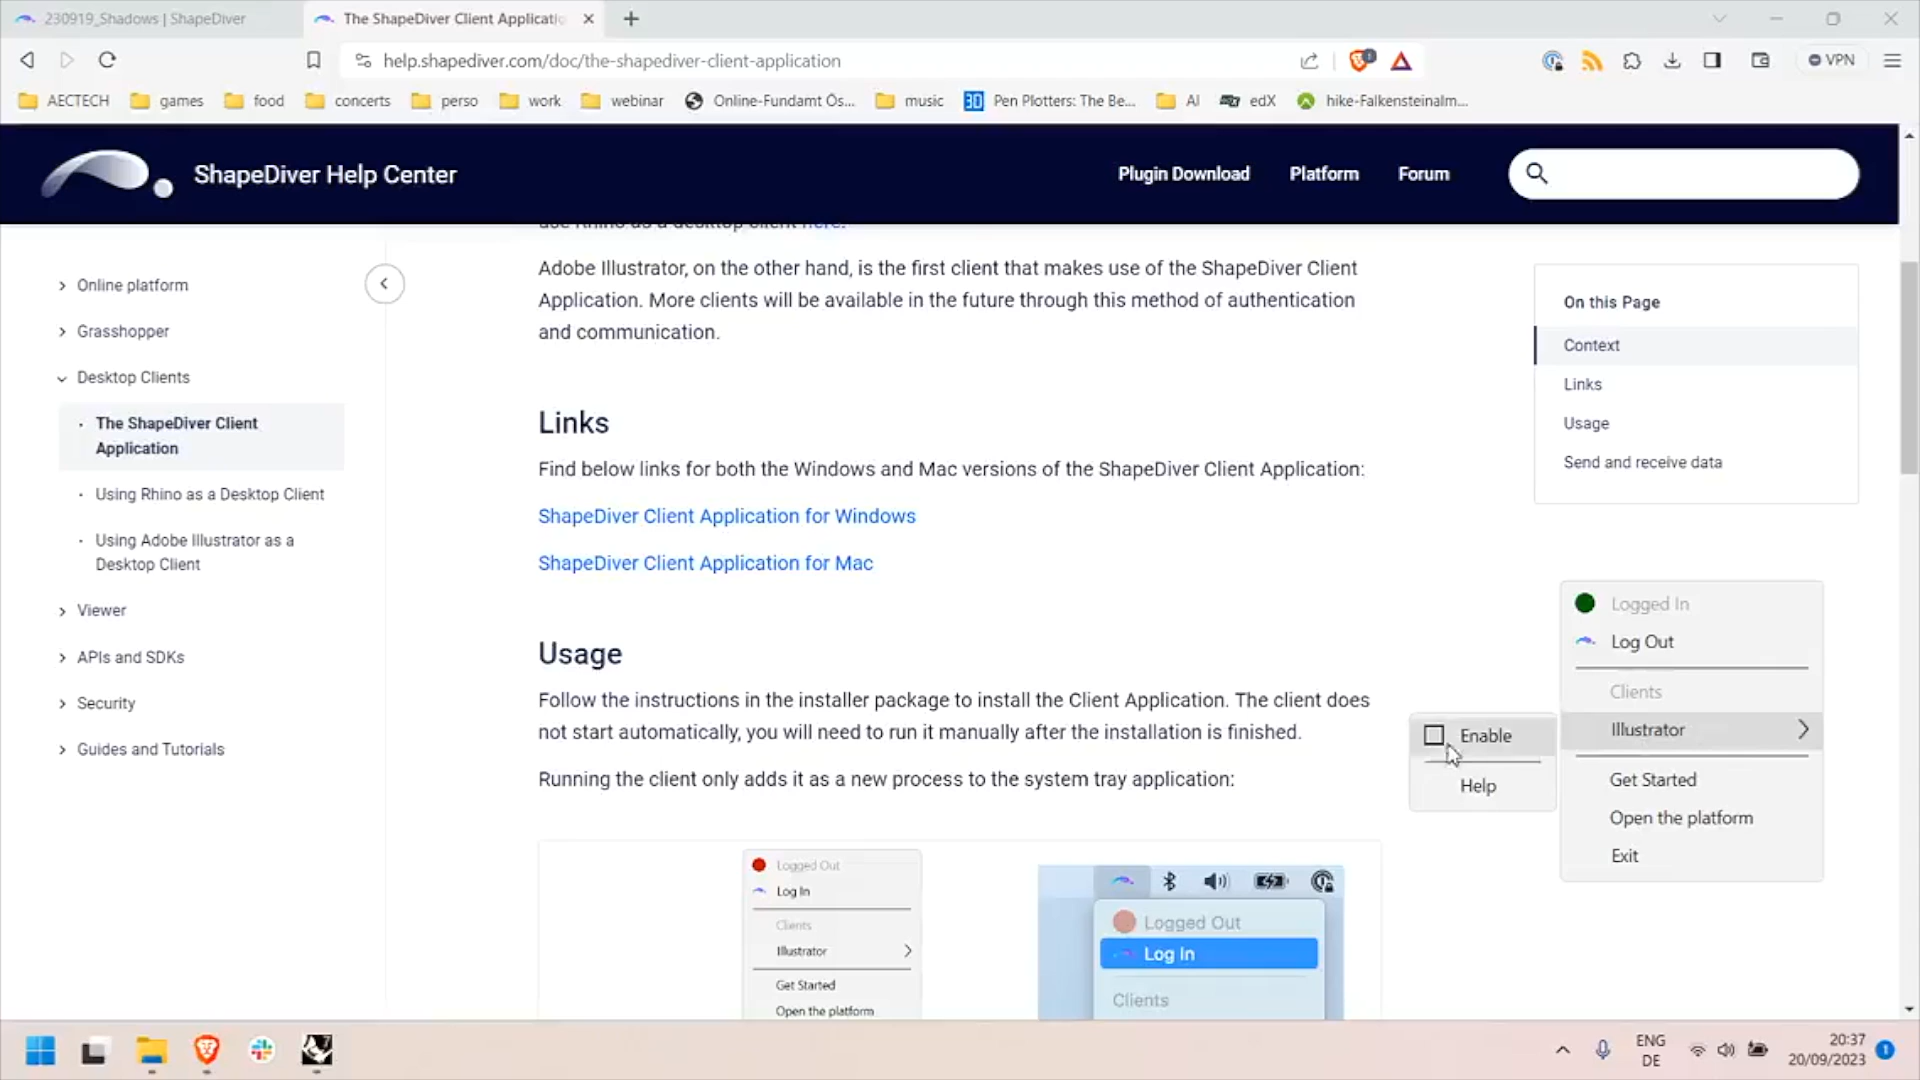 230919_Shadows | ShapeDiver
The ShapeDiver Client Applicatio
help.shapediver.com/doc/the-shapediver-client-application
VPN
AECTECH
games
food
concerts
perso
work
webinar
Online-Fundamt Ös...
music
3D
Pen Plotters: The Be...
AI
edX
hike-Falkensteinalm...
ShapeDiver Help Center
Plugin Download
Platform
Forum
use Rhino as a desktop client here.
Online platform
Grasshopper
Desktop Clients
The ShapeDiver Client
Application
Using Rhino as a Desktop Client
Using Adobe Illustrator as a
Desktop Client
Viewer
APIs and SDKs
Security
Guides and Tutorials
Adobe Illustrator, on the other hand, is the first client that makes use of the ShapeDiver Client
Application. More clients will be available in the future through this method of authentication
and communication.
Links
Find below links for both the Windows and Mac versions of the ShapeDiver Client Application:
ShapeDiver Client Application for Windows
ShapeDiver Client Application for Mac
Usage
Follow the instructions in the installer package to install the Client Application. The client does
not start automatically, you will need to run it manually after the installation is finished.
Running the client only adds it as a new process to the system tray application:
Logged Out
Log In
Clients
Illustrator
Get Started
Open the platform
Logged Out
Log In
Clients
On this Page
Context
Links
Usage
Send and receive data
Logged In
Log Out
Clients
Illustrator
Get Started
Open the platform
Exit
Enable
Help
ENG
DE
20:37
20/09/2023
1